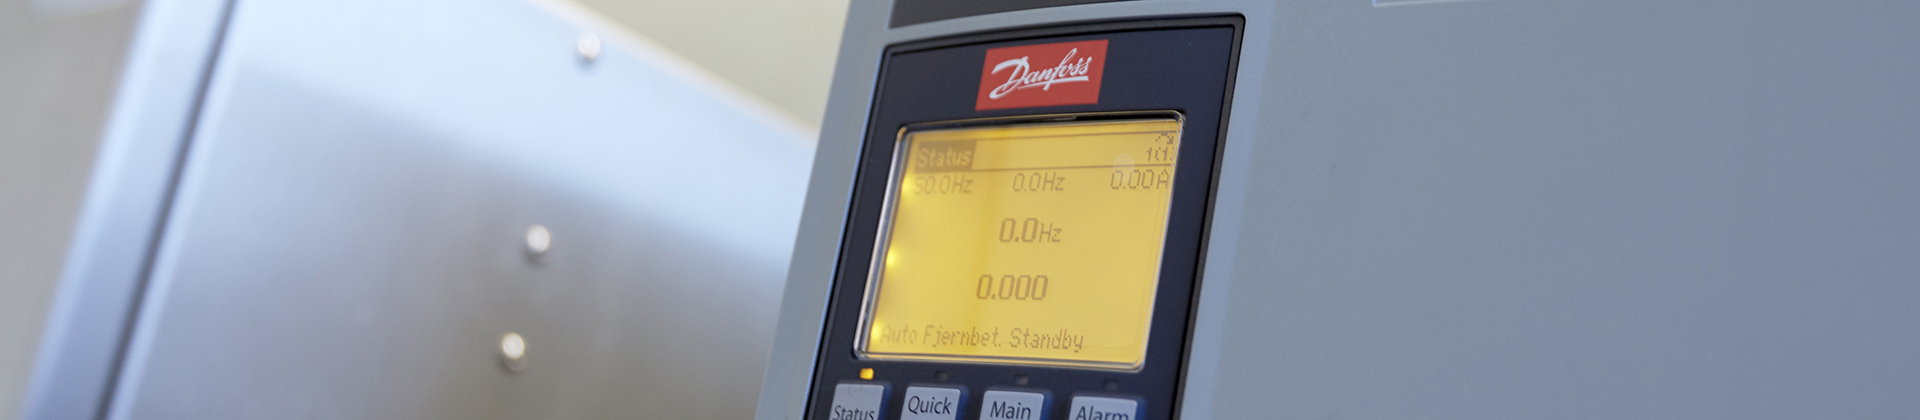 Danfoss
Status 1(1)
50.0Hz 0.0Hz 0.00A
0.0Hz
0.000
Auto Fjernbet. Standby
Status Quick Main Alarm